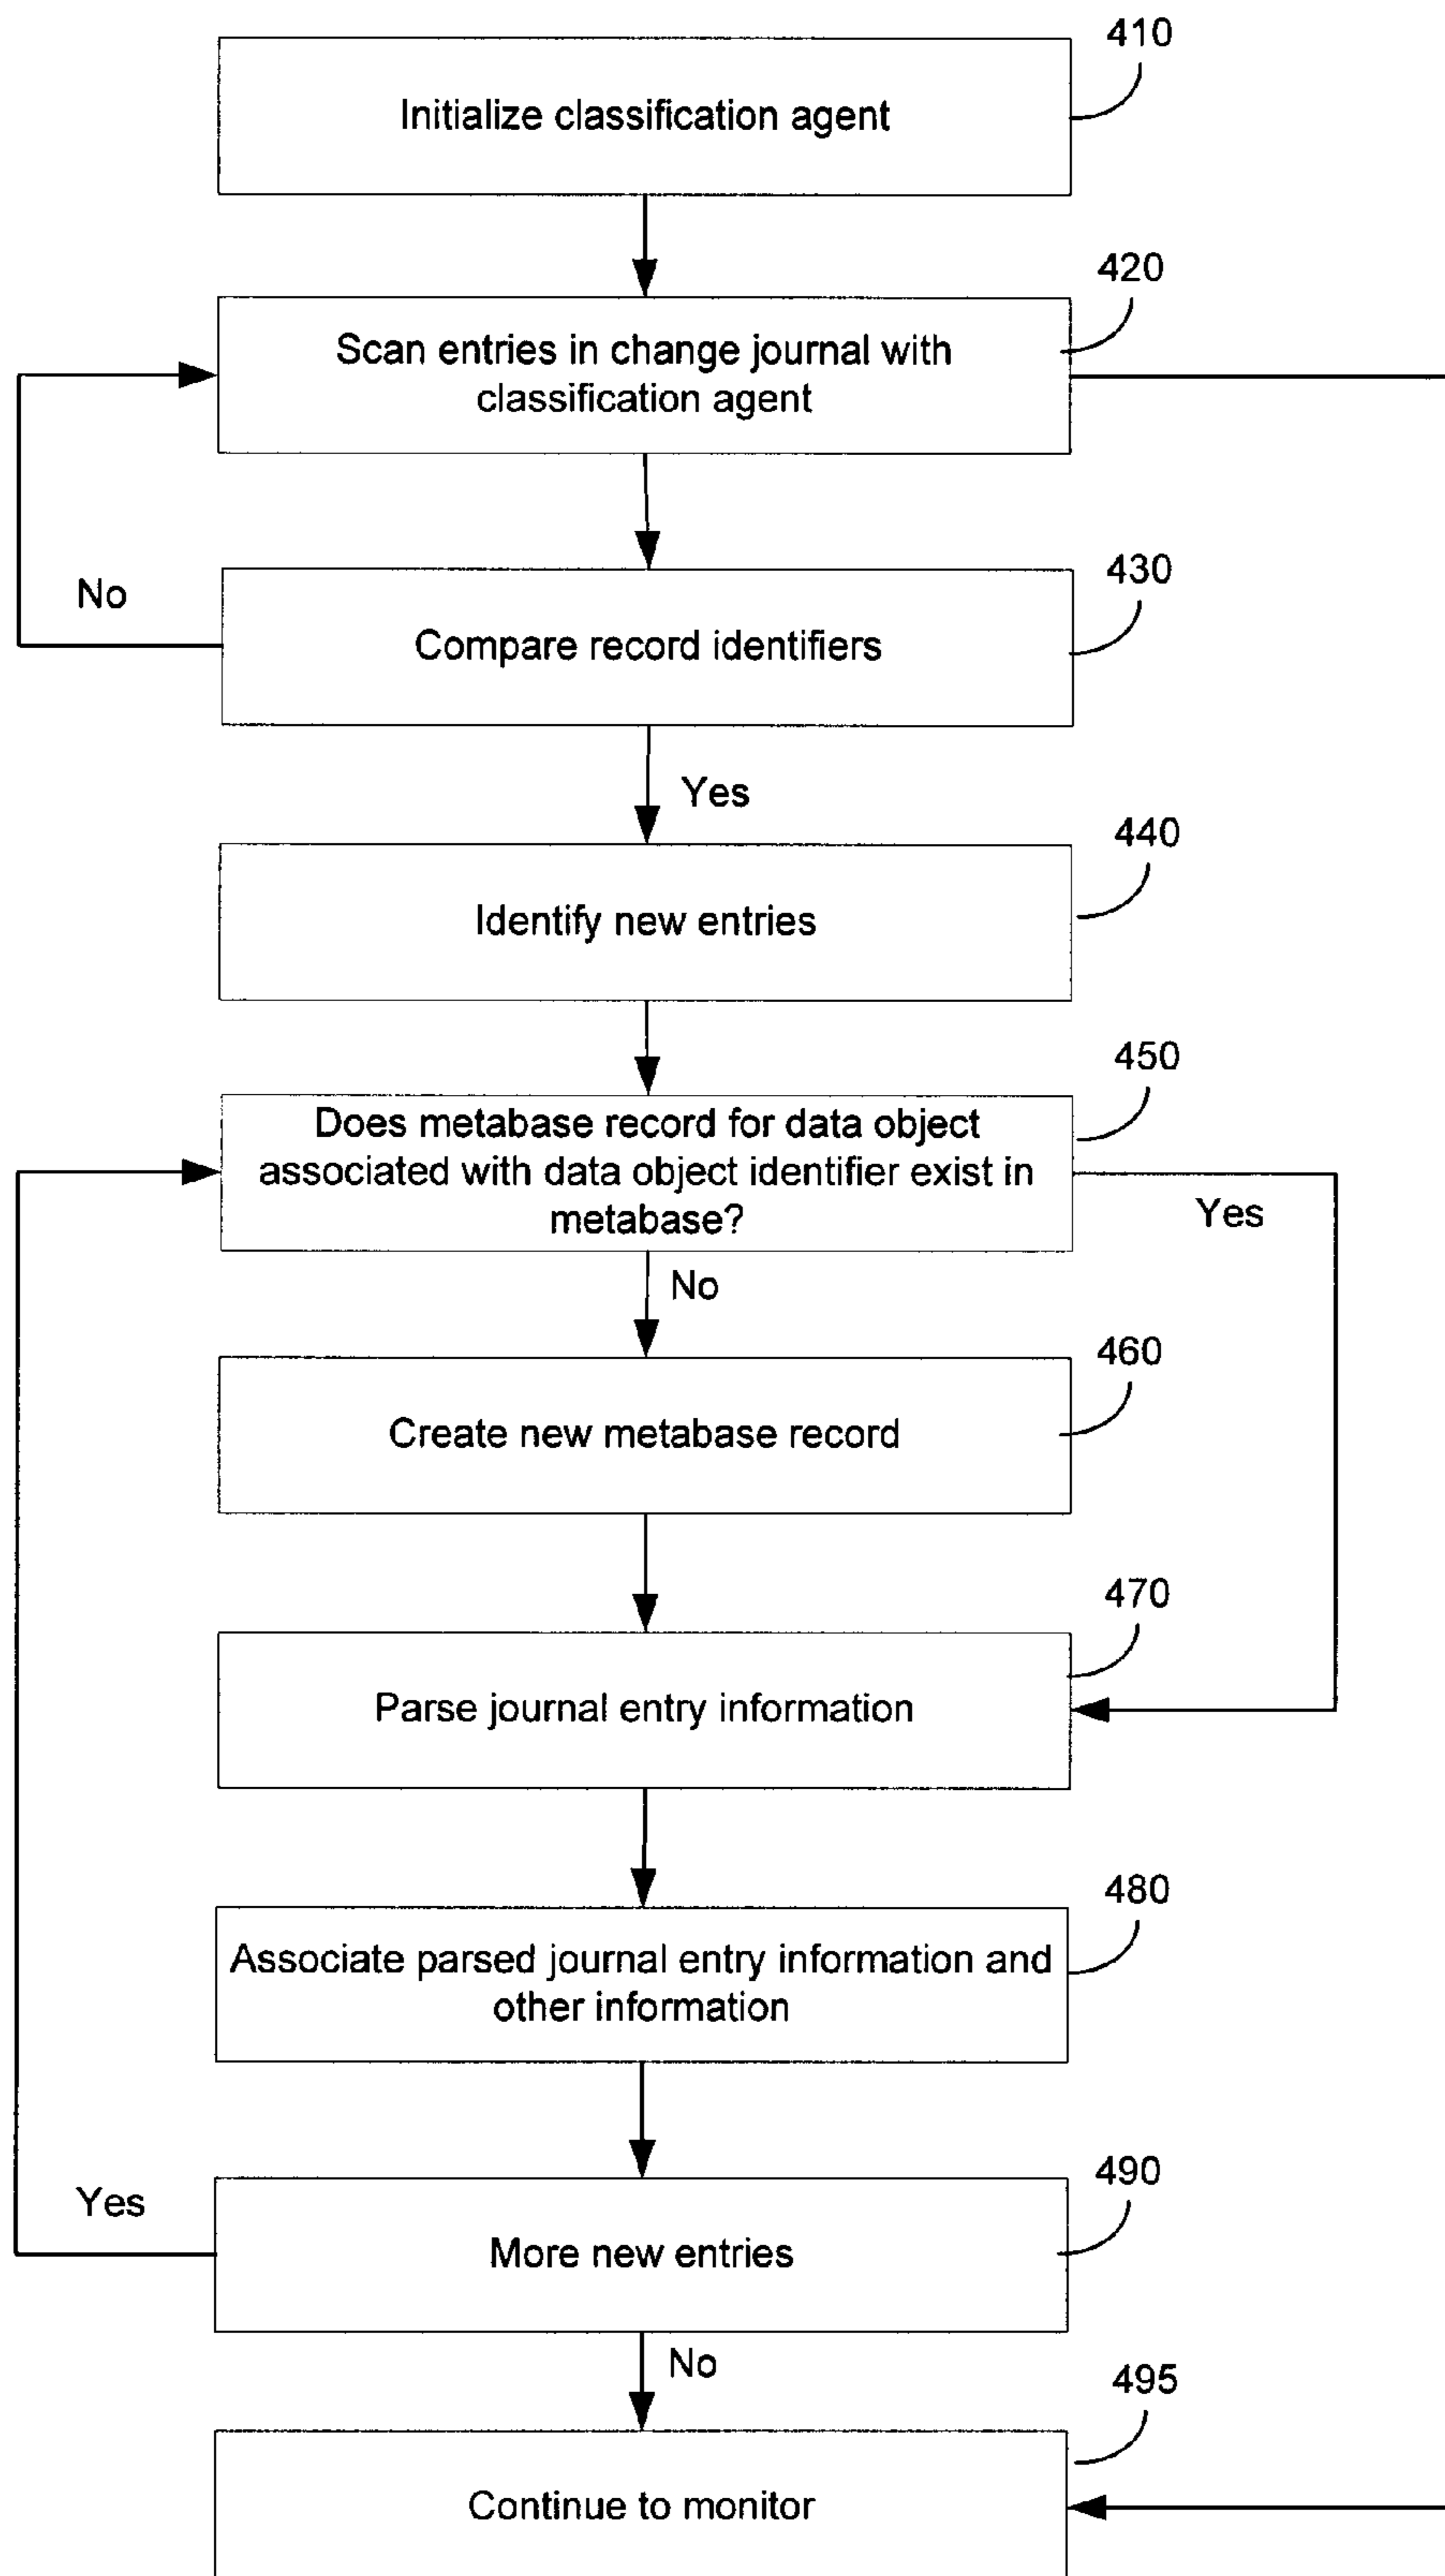 410
Initialize classification agent
420
Scan entries in change journal with
classification agent
430
No
Compare record identifiers
Yes
440
Identify new entries
450
Does metabase record for data object
associated with data object identifier exist in
metabase?
Yes
No
460
Create new metabase record
470
Parse journal entry information
480
Associate parsed journal entry information and
other information
490
Yes
More new entries
No
495
Continue to monitor